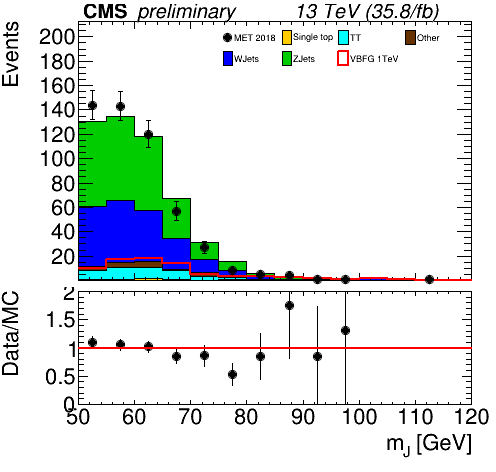 CMS preliminary 13 TeV (35.8/fb)
Events
MET 2018 Single top TT Other
WJets ZJets VBFG 1TeV
200
180
160
140
120
100
80
60
40
20
Data/MC
2
1.5
1
0.5
0
50 60 70 80 90 100 110 120
m_J [GeV]